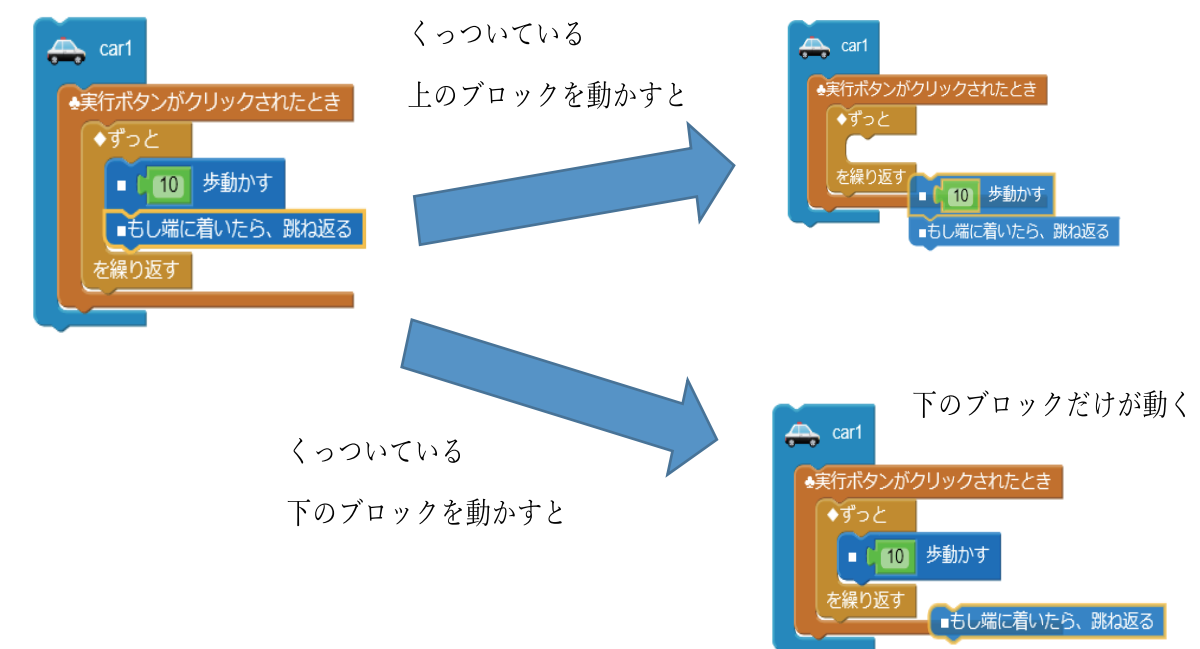 car1
♣実行ボタンがクリックされたとき
◆ずっと
■ 10 歩動かす
■もし端に着いたら、跳ね返る
を繰り返す
くっついている
上のブロックを動かすと
car1
♣実行ボタンがクリックされたとき
◆ずっと
を繰り返す
■ 10 歩動かす
■もし端に着いたら、跳ね返る
くっついている
下のブロックを動かすと
下のブロックだけが動く
car1
♣実行ボタンがクリックされたとき
◆ずっと
■ 10 歩動かす
を繰り返す
■もし端に着いたら、跳ね返る